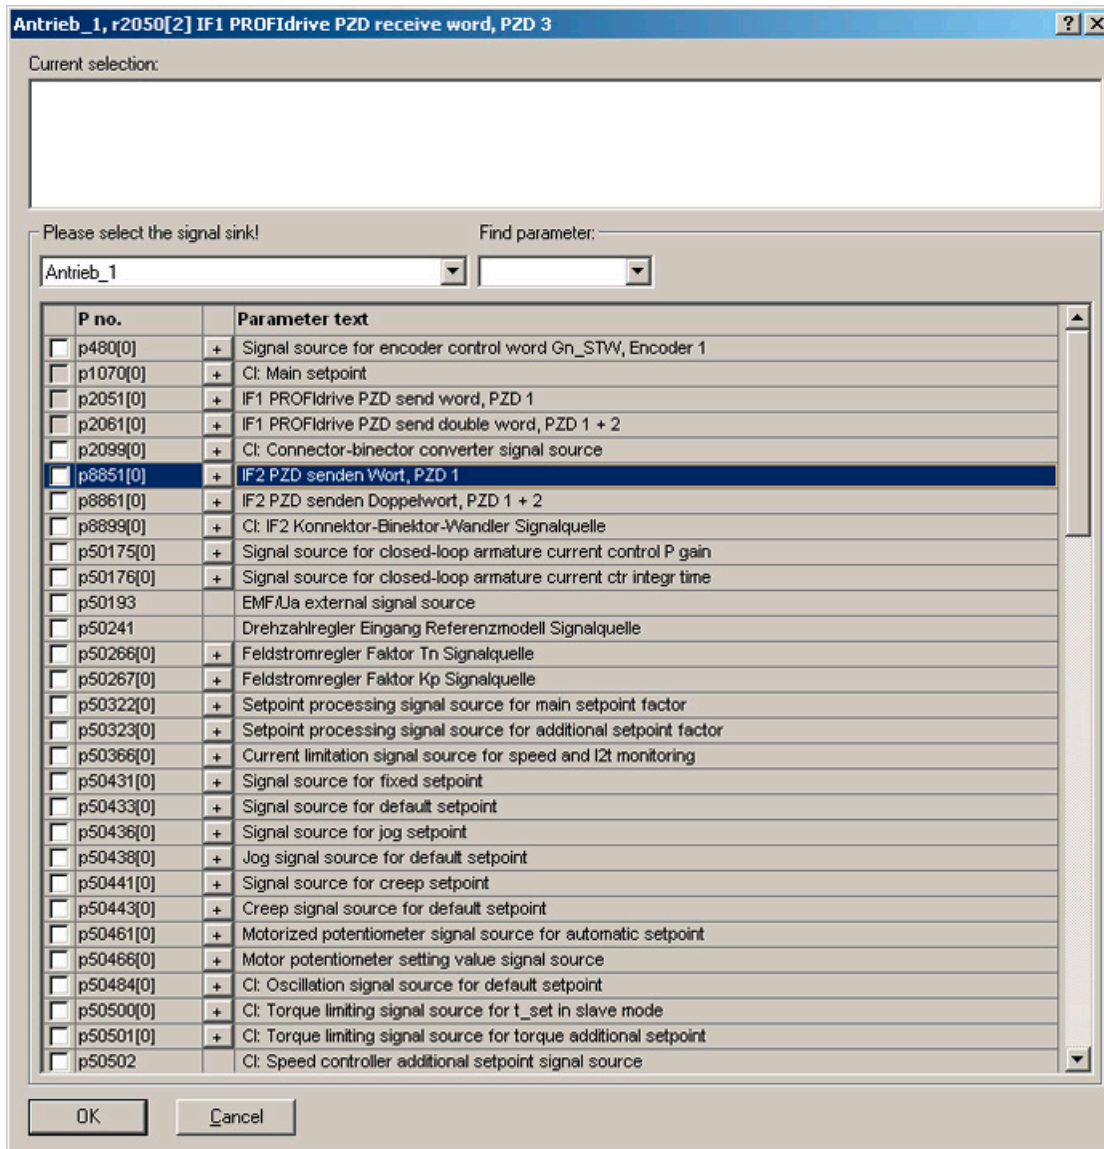 Antrieb_1, r2050[2] IF1 PROFIdrive PZD receive word, PZD 3
Current selection:
Please select the signal sink! Find parameter:
Antrieb_1
P no. Parameter text
p480[0] + Signal source for encoder control word Gn_STW, Encoder 1
p1070[0] + CI: Main setpoint
p2051[0] + IF1 PROFIdrive PZD send word, PZD 1
p2061[0] + IF1 PROFIdrive PZD send double word, PZD 1 + 2
p2099[0] + CI: Connector-binector converter signal source
p8851[0] + IF2 PZD senden Wort, PZD 1
p8861[0] + IF2 PZD senden Doppelwort, PZD 1 + 2
p8899[0] + CI: IF2 Konnektor-Binektor-Wandler Signalquelle
p50175[0] + Signal source for closed-loop armature current control P gain
p50176[0] + Signal source for closed-loop armature current ctr integr time
p50193 EMF/Ua external signal source
p50241 Drehzahlregler Eingang Referenzmodell Signalquelle
p50266[0] + Feldstromregler Faktor Tn Signalquelle
p50267[0] + Feldstromregler Faktor Kp Signalquelle
p50322[0] + Setpoint processing signal source for main setpoint factor
p50323[0] + Setpoint processing signal source for additional setpoint factor
p50366[0] + Current limitation signal source for speed and I2t monitoring
p50431[0] + Signal source for fixed setpoint
p50433[0] + Signal source for default setpoint
p50436[0] + Signal source for jog setpoint
p50438[0] + Jog signal source for default setpoint
p50441[0] + Signal source for creep setpoint
p50443[0] + Creep signal source for default setpoint
p50461[0] + Motorized potentiometer signal source for automatic setpoint
p50466[0] + Motor potentiometer setting value signal source
p50484[0] + CI: Oscillation signal source for default setpoint
p50500[0] + CI: Torque limiting signal source for t_set in slave mode
p50501[0] + CI: Torque limiting signal source for torque additional setpoint
p50502 CI: Speed controller additional setpoint signal source
OK Cancel